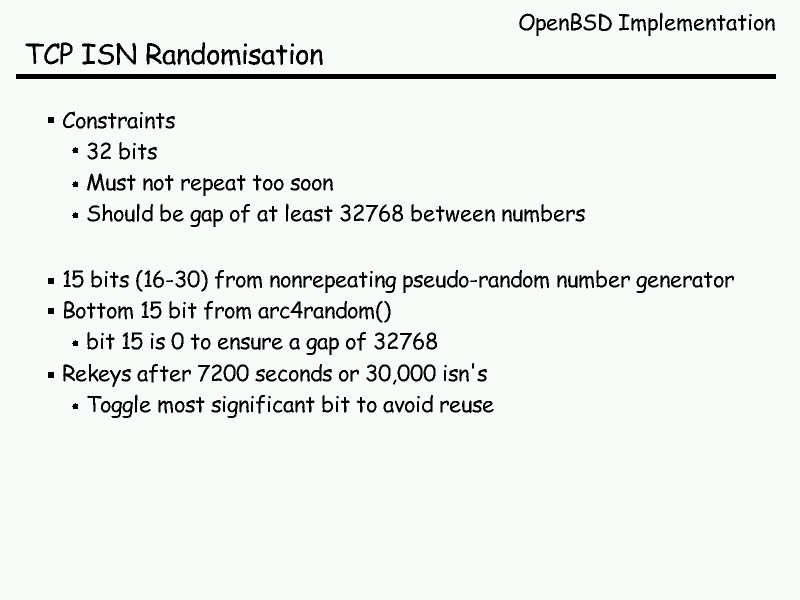 OpenBSD Implementation
TCP ISN Randomisation
▪ Constraints
▪ 32 bits
▪ Must not repeat too soon
▪ Should be gap of at least 32768 between numbers
▪ 15 bits (16-30) from nonrepeating pseudo-random number generator
▪ Bottom 15 bit from arc4random()
▪ bit 15 is 0 to ensure a gap of 32768
▪ Rekeys after 7200 seconds or 30,000 isn's
▪ Toggle most significant bit to avoid reuse